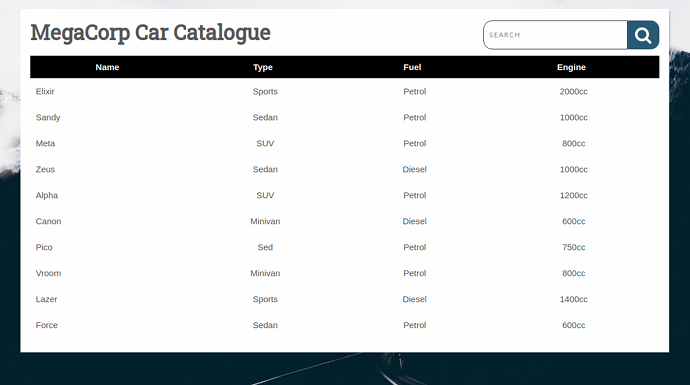 MegaCorp Car Catalogue
SEARCH
Name Type Fuel Engine
Elixir Sports Petrol 2000cc
Sandy Sedan Petrol 1000cc
Meta SUV Petrol 800cc
Zeus Sedan Diesel 1000cc
Alpha SUV Petrol 1200cc
Canon Minivan Diesel 600cc
Pico Sed Petrol 750cc
Vroom Minivan Petrol 800cc
Lazer Sports Diesel 1400cc
Force Sedan Petrol 600cc